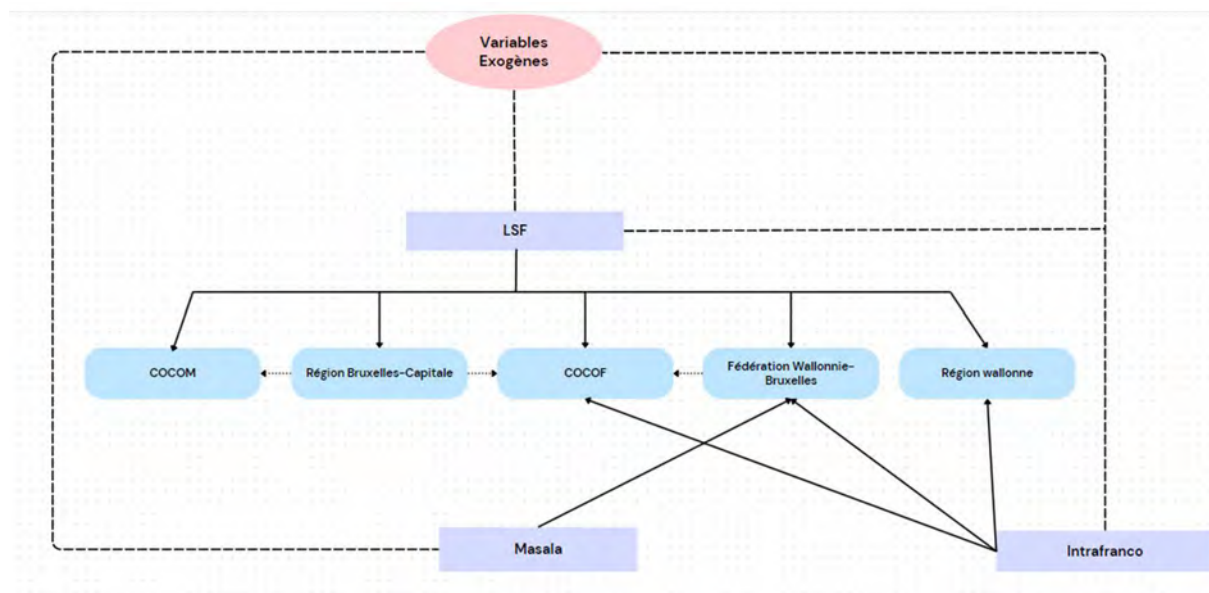 Variables
Exogènes
LSF
COCOM
Région Bruxelles-Capitale
COCOF
Fédération Wallonie-
Bruxelles
Région wallonne
Masala
Intrafranco